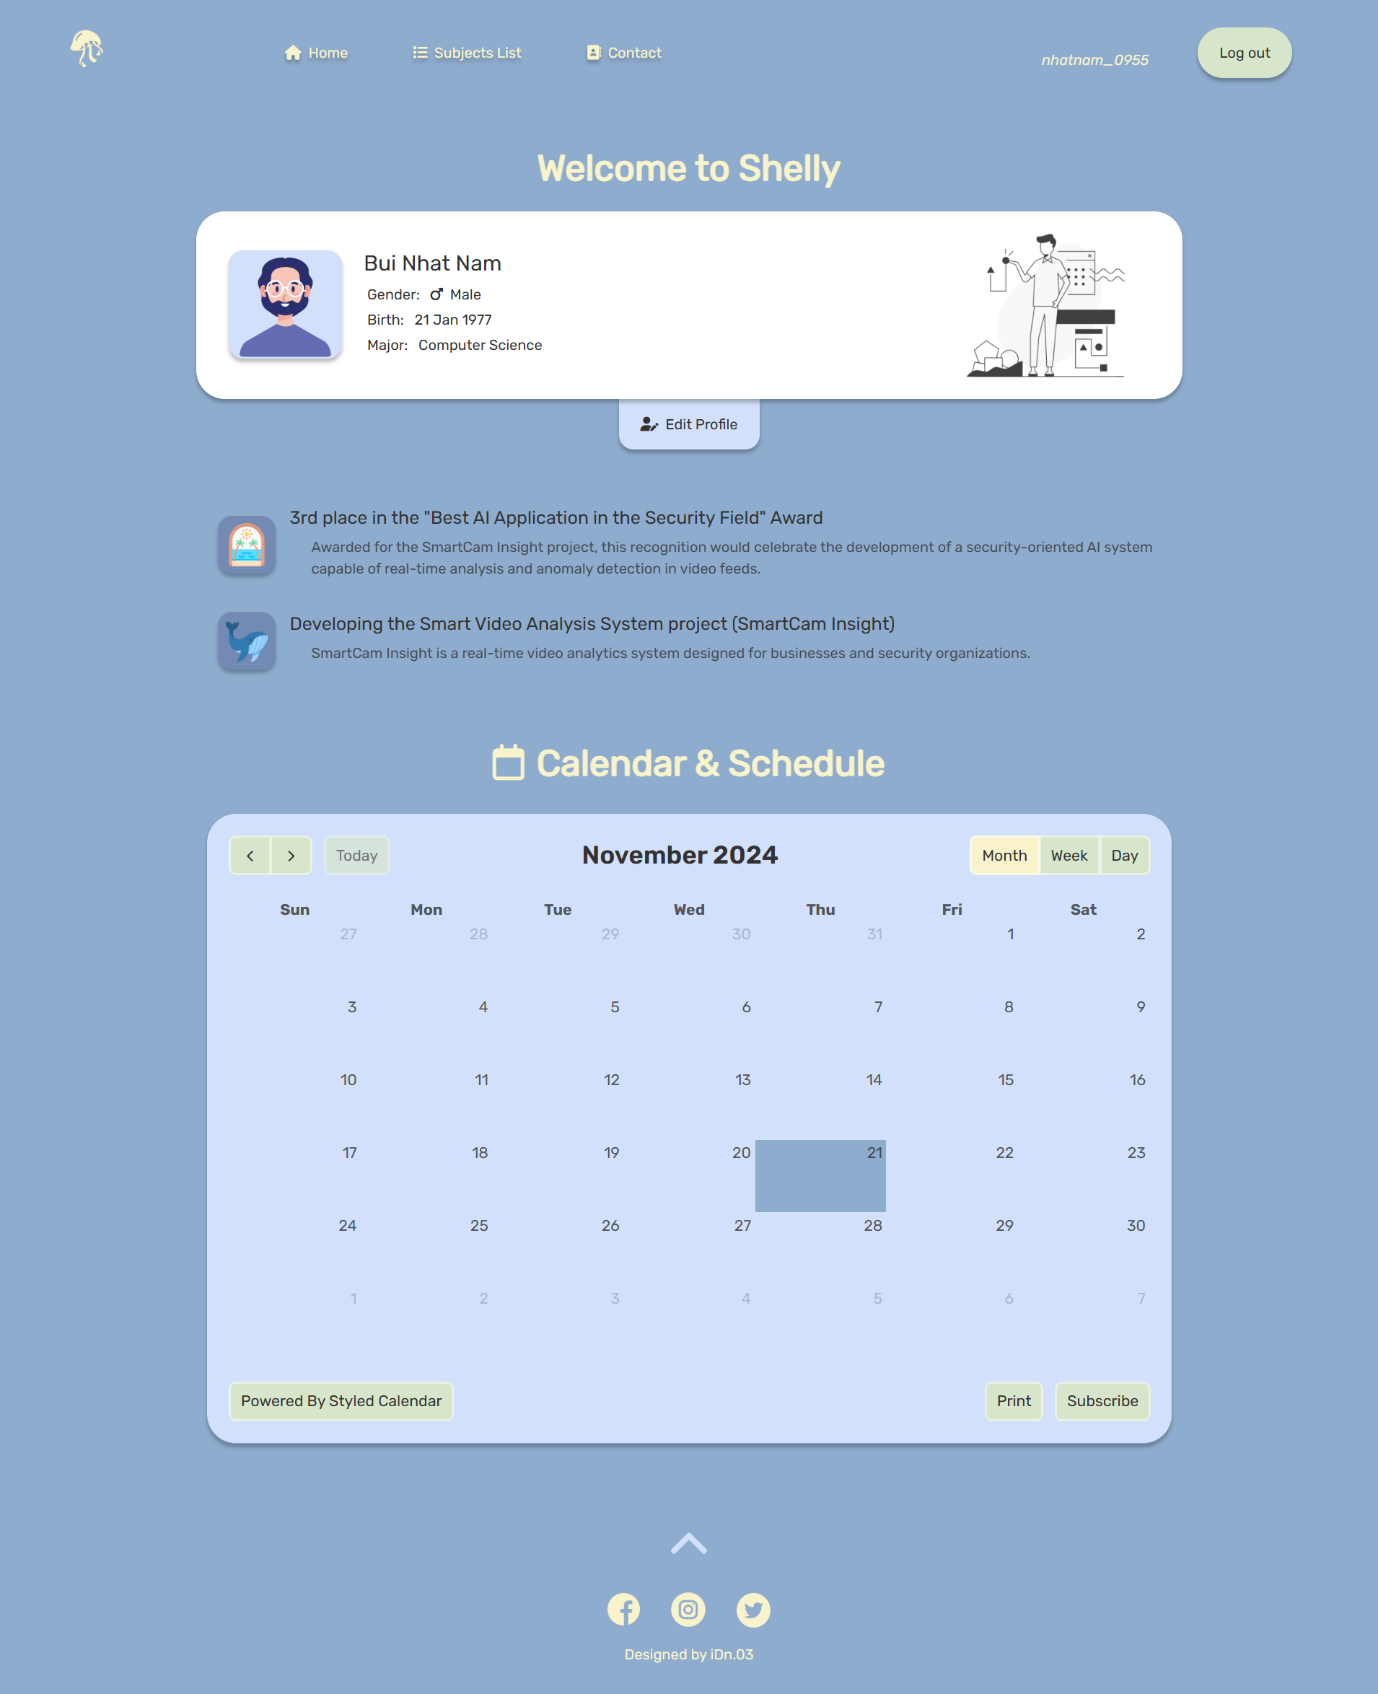 Home
Subjects List
Contact
nhatnam_0955
Log out
Welcome to Shelly
Bui Nhat Nam
Gender: Male
Birth: 21 Jan 1977
Major: Computer Science
Edit Profile
3rd place in the "Best AI Application in the Security Field" Award
Awarded for the SmartCam Insight project, this recognition would celebrate the development of a security-oriented AI system
capable of real-time analysis and anomaly detection in video feeds.
Developing the Smart Video Analysis System project (SmartCam Insight)
SmartCam Insight is a real-time video analytics system designed for businesses and security organizations.
Calendar & Schedule
Today
November 2024
Month Week Day
Sun Mon Tue Wed Thu Fri Sat
27 28 29 30 31 1 2
3 4 5 6 7 8 9
10 11 12 13 14 15 16
17 18 19 20 21 22 23
24 25 26 27 28 29 30
1 2 3 4 5 6 7
Powered By Styled Calendar
Print
Subscribe
Designed by iDn.03